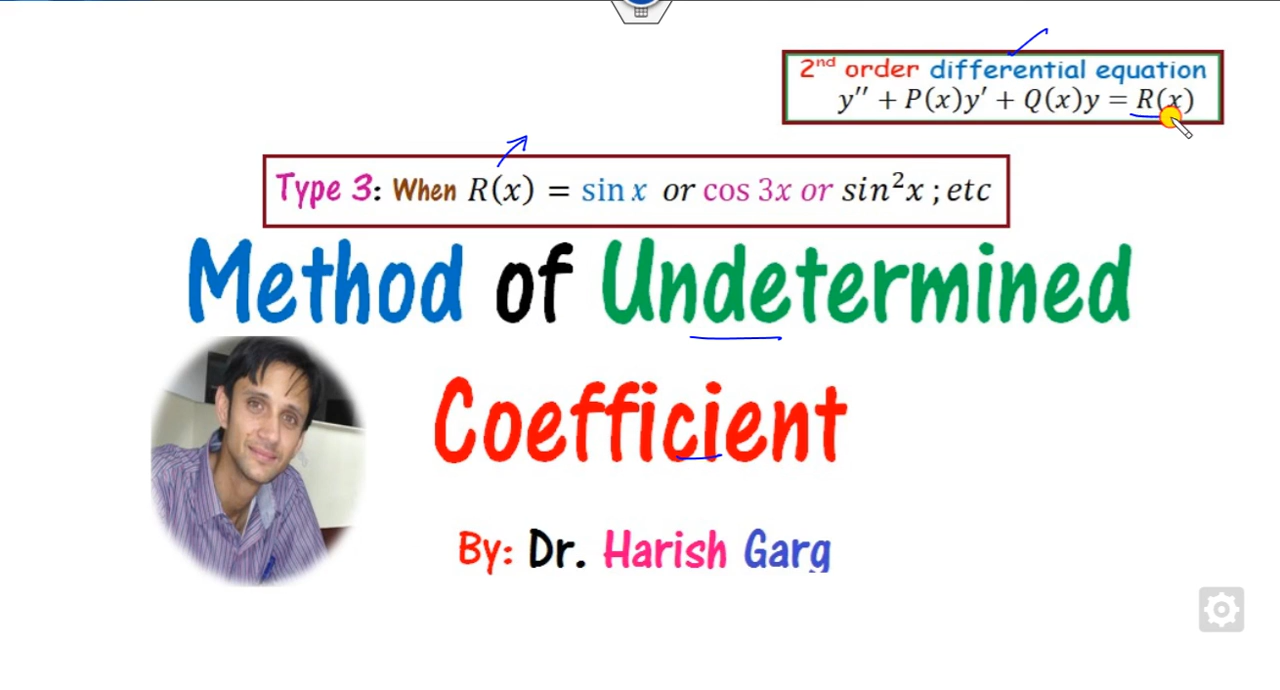 2nd order differential equation
y″ + P(x)y′ + Q(x)y = R(x)
Type 3: When R(x) = sin x or cos 3x or sin²x ; etc
Method of Undetermined
Coefficient
By: Dr. Harish Garg